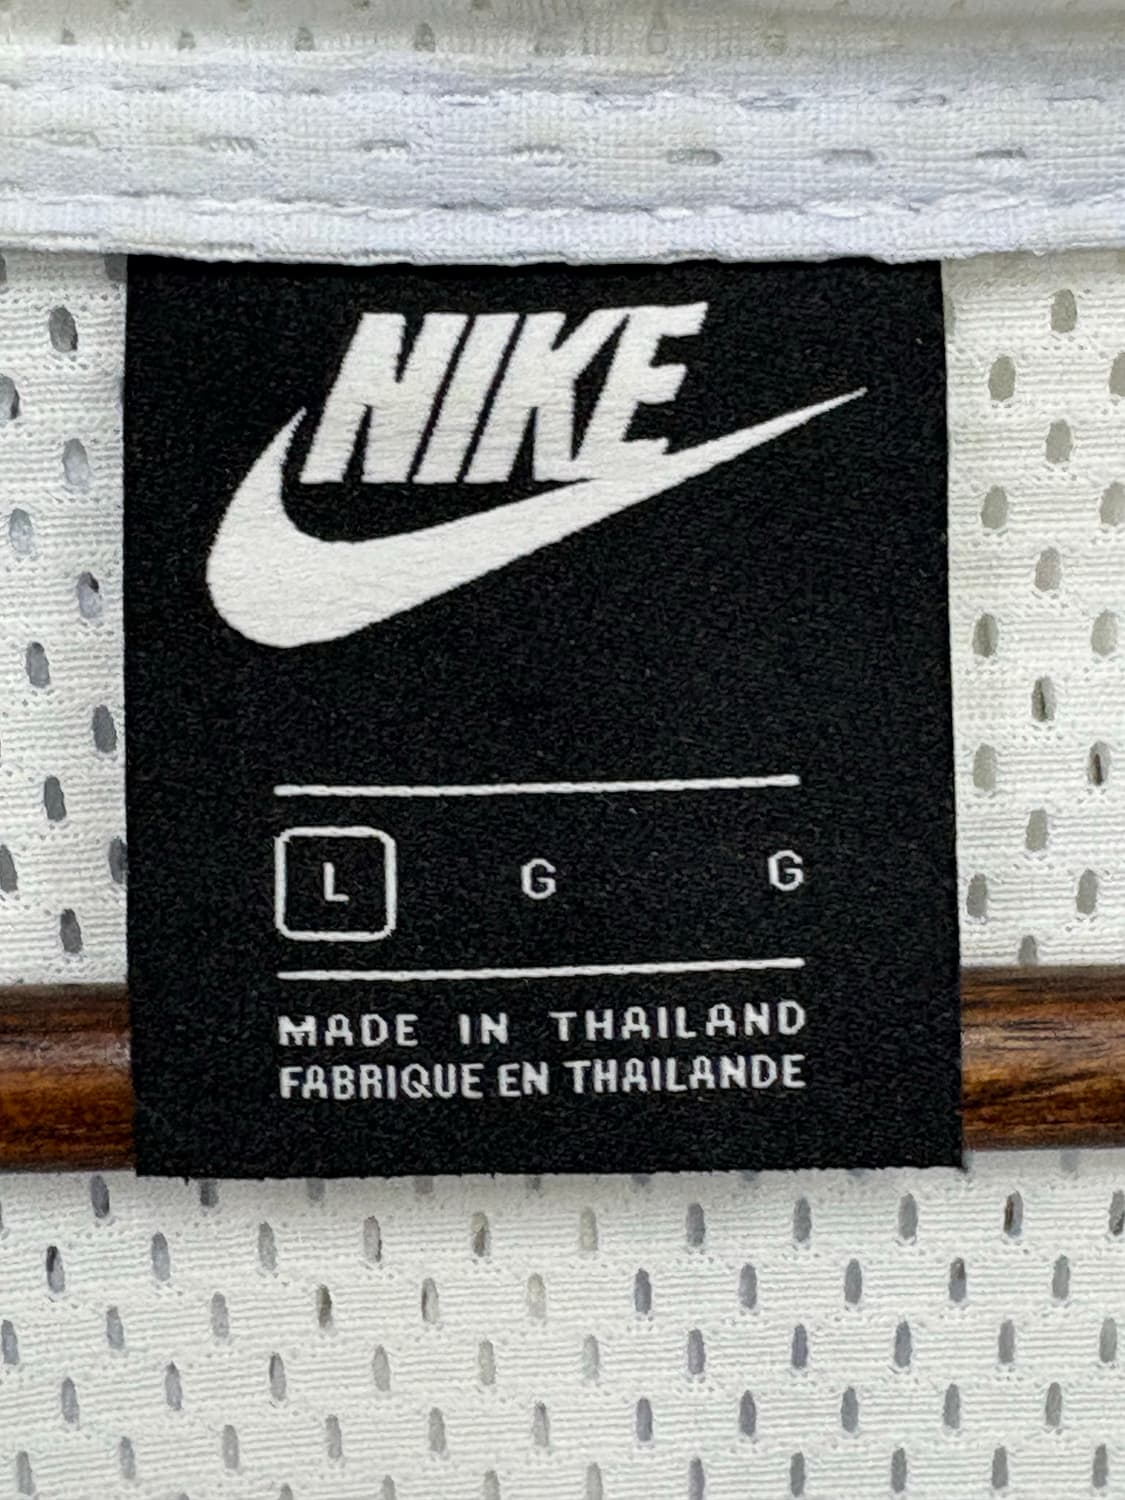 NIKE
L G G
MADE IN THAILAND
FABRIQUE EN THAILANDE